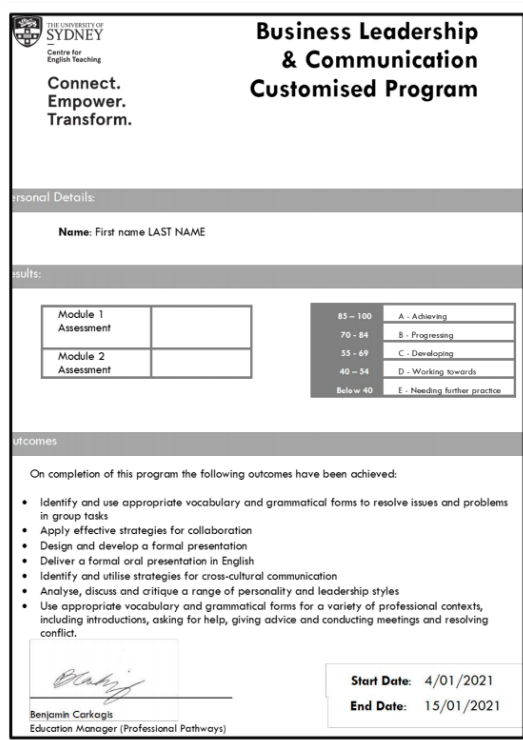 THE UNIVERSITY OF
SYDNEY
Centre for
English Teaching
Connect.
Empower.
Transform.
Business Leadership
& Communication
Customised Program
ersonal Details:
Name: First name LAST NAME
esults:
Module 1
Assessment
Module 2
Assessment
85 – 100 A - Achieving
70 - 84 B - Progressing
55 - 69 C - Developing
40 – 54 D - Working towards
Below 40 E - Needing further practice
utcomes
On completion of this program the following outcomes have been achieved:
• Identify and use appropriate vocabulary and grammatical forms to resolve issues and problems
in group tasks
• Apply effective strategies for collaboration
• Design and develop a formal presentation
• Deliver a formal oral presentation in English
• Identify and utilise strategies for cross-cultural communication
• Analyse, discuss and critique a range of personality and leadership styles
• Use appropriate vocabulary and grammatical forms for a variety of professional contexts,
including introductions, asking for help, giving advice and conducting meetings and resolving
conflict.
Benjamin Carkagis
Education Manager (Professional Pathways)
Start Date: 4/01/2021
End Date: 15/01/2021